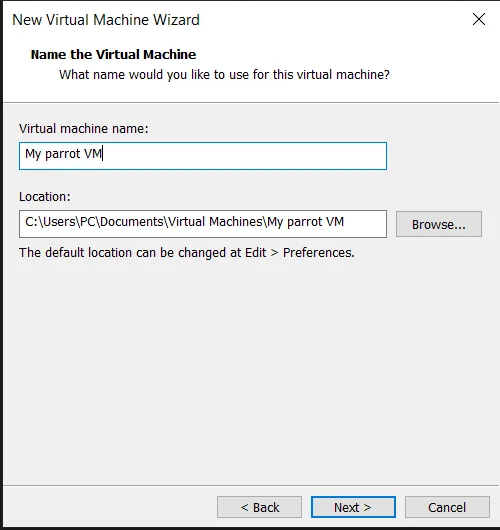 New Virtual Machine Wizard
Name the Virtual Machine
What name would you like to use for this virtual machine?
Virtual machine name:
My parrot VM
Location:
C:\Users\PC\Documents\Virtual Machines\My parrot VM
Browse...
The default location can be changed at Edit > Preferences.
< Back
Next >
Cancel